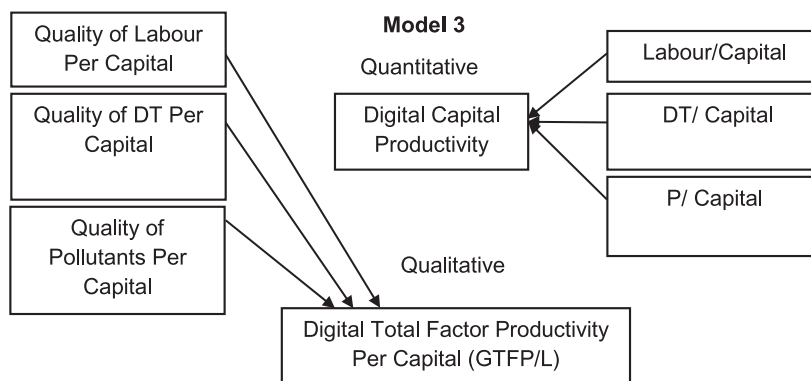 Model 3
Quality of Labour
Per Capital
Quality of DT Per
Capital
Quality of
Pollutants Per
Capital
Quantitative
Digital Capital
Productivity
Labour/Capital
DT/ Capital
P/ Capital
Qualitative
Digital Total Factor Productivity
Per Capital (GTFP/L)